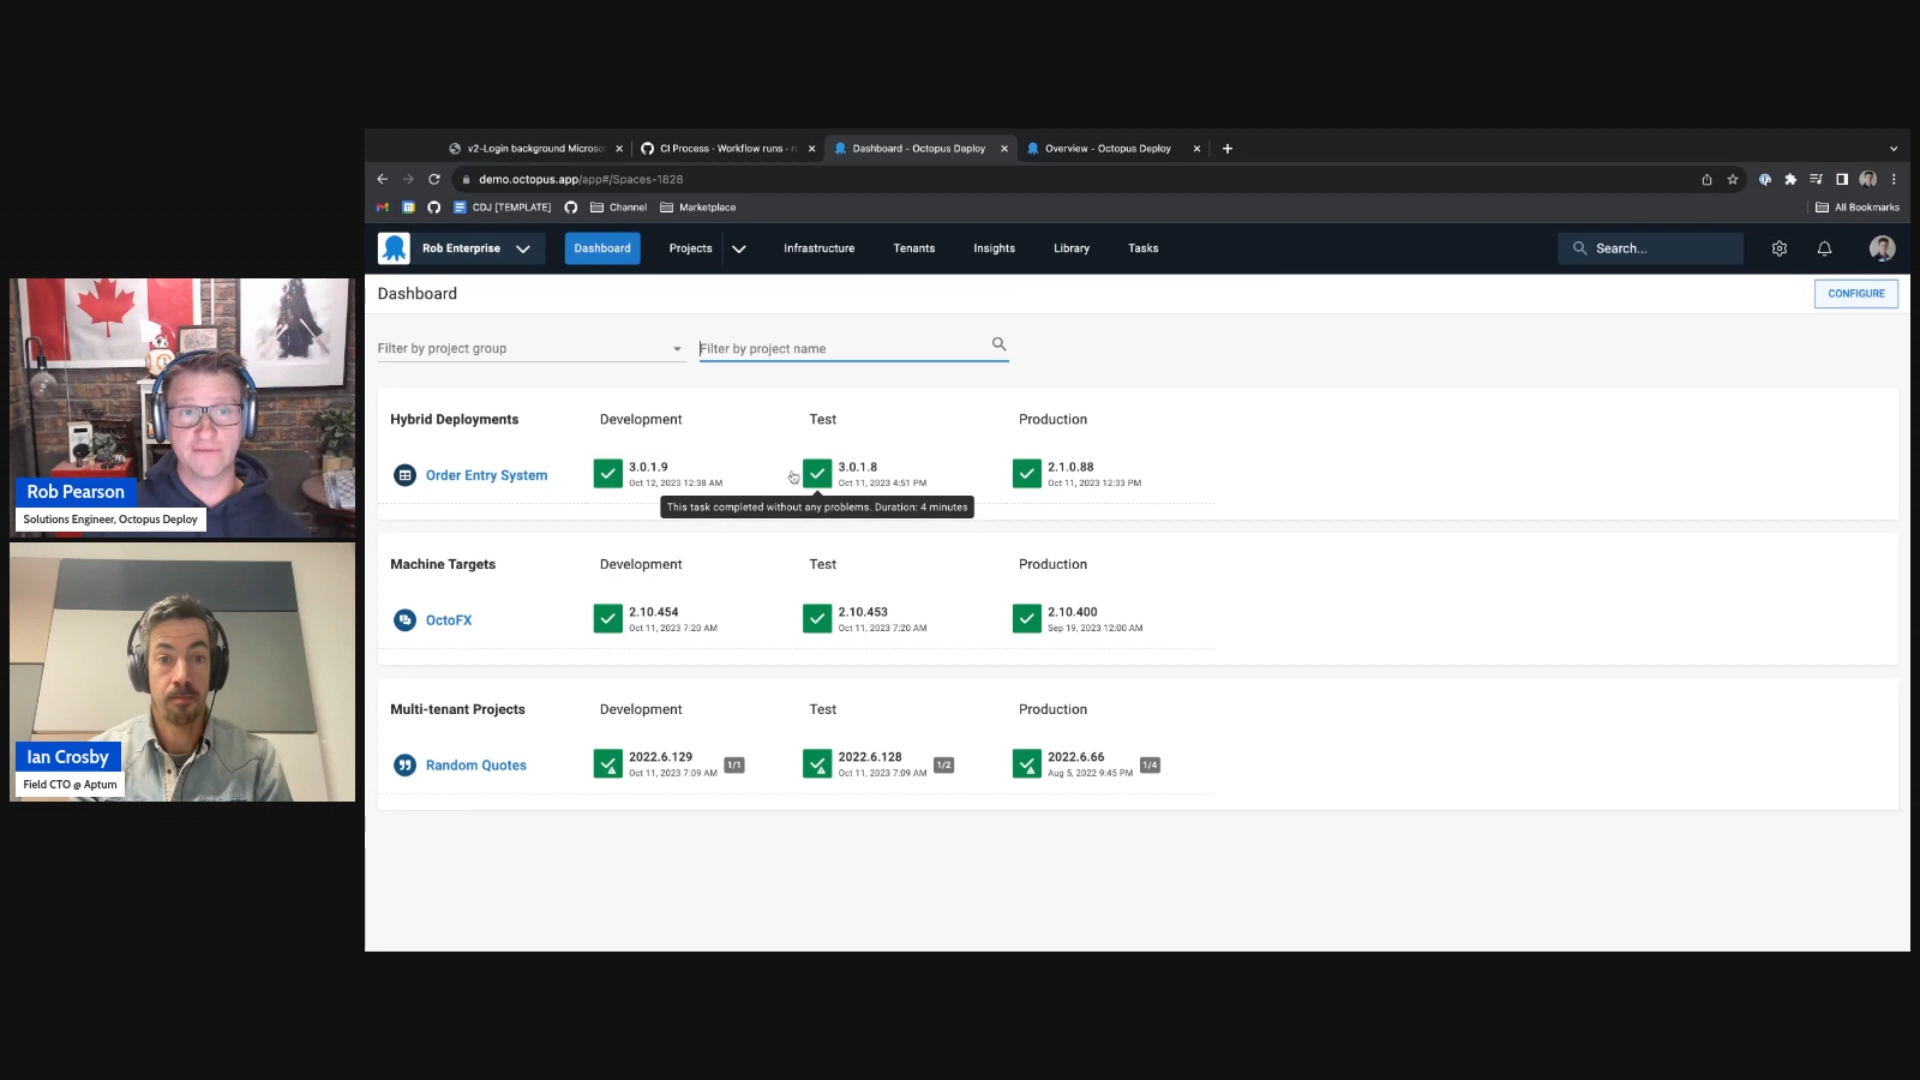 v2-Login background Microso
CI Process · Workflow runs ·
Dashboard - Octopus Deploy
Overview - Octopus Deploy
demo.octopus.app/app#/Spaces-1828
CDJ [TEMPLATE]
Channel
Marketplace
All Bookmarks
Rob Enterprise
Dashboard
Projects
Infrastructure
Tenants
Insights
Library
Tasks
Search...
Dashboard
CONFIGURE
Filter by project group
Filter by project name
Hybrid Deployments
Development
Test
Production
Order Entry System
3.0.1.9
Oct 12, 2023 12:38 AM
3.0.1.8
Oct 11, 2023 4:51 PM
2.1.0.88
Oct 11, 2023 12:33 PM
This task completed without any problems. Duration: 4 minutes
Machine Targets
Development
Test
Production
OctoFX
2.10.454
Oct 11, 2023 7:20 AM
2.10.453
Oct 11, 2023 7:20 AM
2.10.400
Sep 19, 2023 12:00 AM
Multi-tenant Projects
Development
Test
Production
Random Quotes
2022.6.129
Oct 11, 2023 7:09 AM
1/1
2022.6.128
Oct 11, 2023 7:09 AM
1/2
2022.6.66
Aug 5, 2022 9:45 PM
1/4
Rob Pearson
Solutions Engineer, Octopus Deploy
Ian Crosby
Field CTO @ Aptum